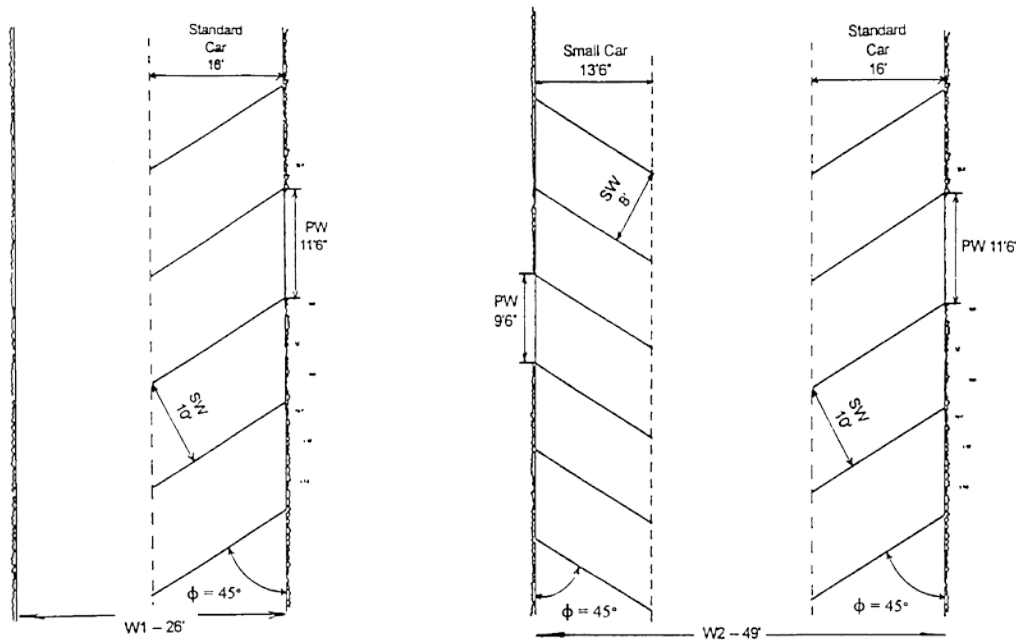 Standard
Car
16'
PW
11'6"
SW
10'
ϕ = 45°
W1 – 26'
Small Car
13'6"
SW
8'
PW
9'6"
ϕ = 45°
Standard
Car
16'
PW 11'6"
SW
10'
ϕ = 45°
W2 – 49'